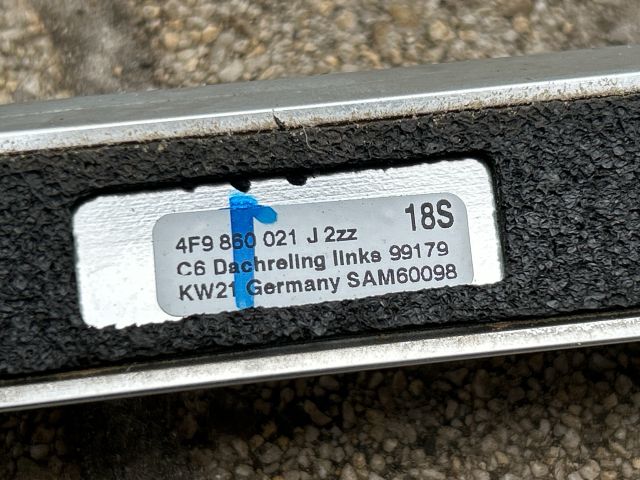 18S
4F9 860 021 J 2zz
C6 Dachreling links 99179
KW21 Germany SAM60098